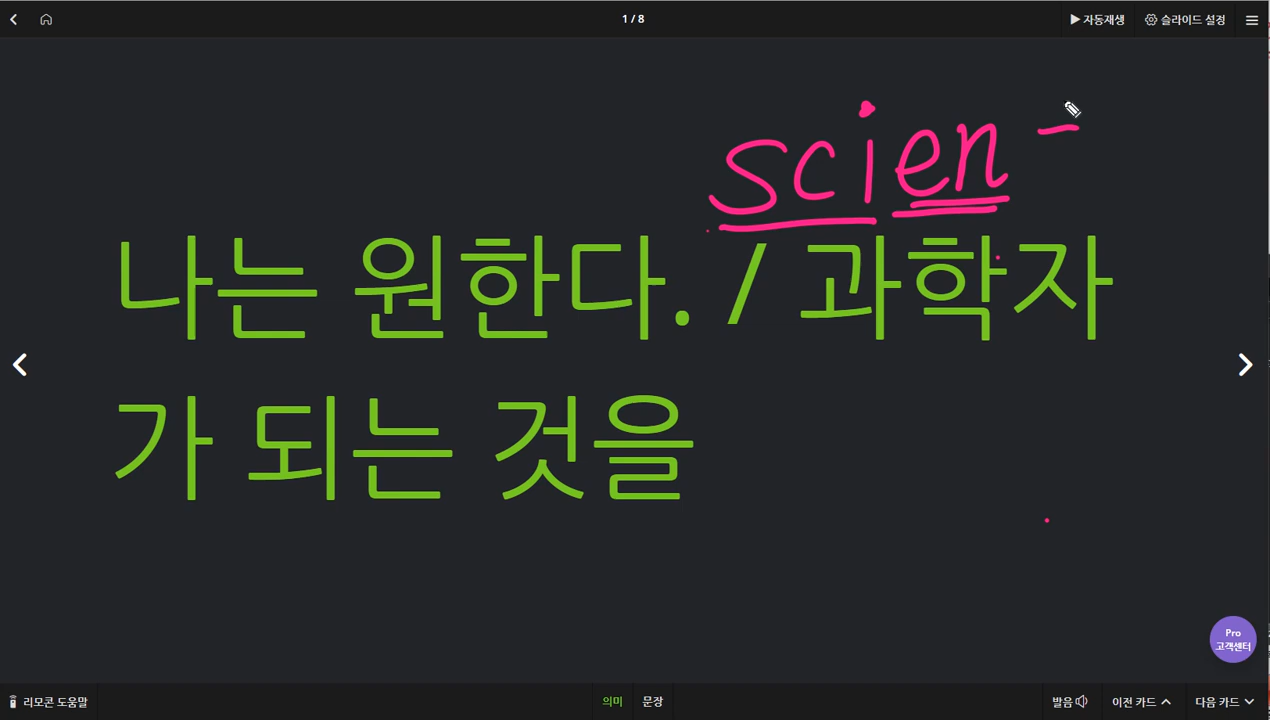 1 / 8
자동재생
슬라이드 설정
scien -
나는 원한다. / 과학자
가 되는 것을
Pro
고객센터
리모콘 도움말
의미
문장
발음
이전 카드
다음 카드